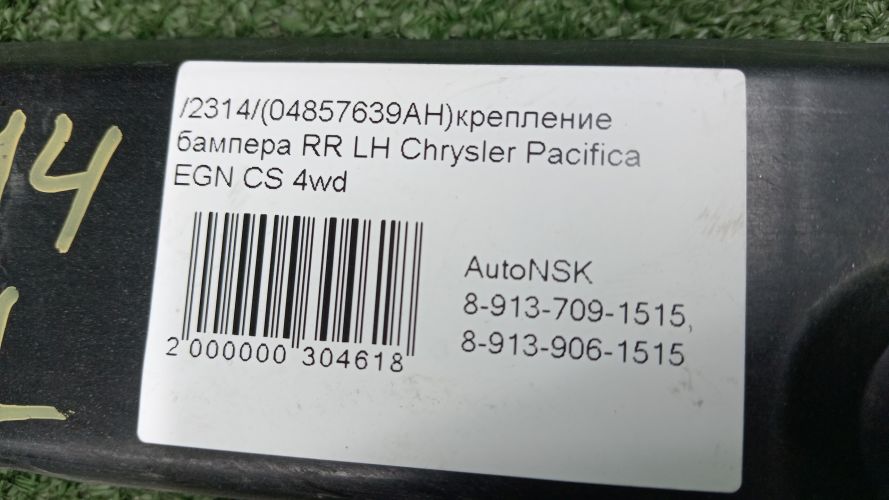 /2314/(04857639AH)крепление
бампера RR LH Chrysler Pacifica
EGN CS 4wd
AutoNSK
8-913-709-1515,
8-913-906-1515
2 000000 304618
14
L